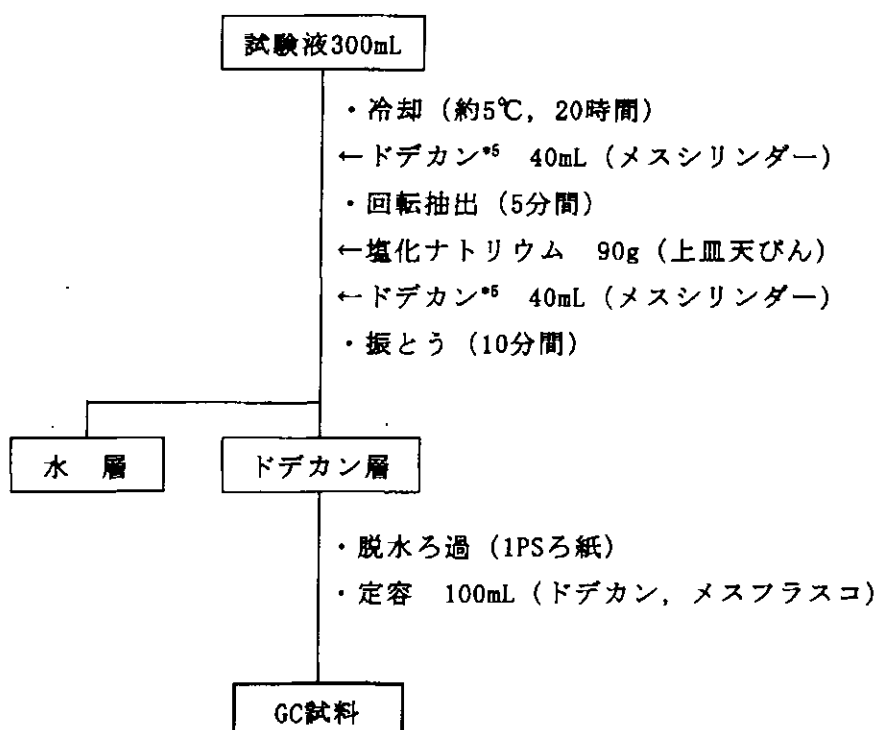 試験液300mL
・冷却（約5℃，20時間）
←ドデカン*5 40mL（メスシリンダー）
・回転抽出（5分間）
←塩化ナトリウム 90g（上皿天びん）
←ドデカン*5 40mL（メスシリンダー）
・振とう（10分間）
水 層 ドデカン層
・脱水ろ過（1PSろ紙）
・定容 100mL（ドデカン，メスフラスコ）
GC試料